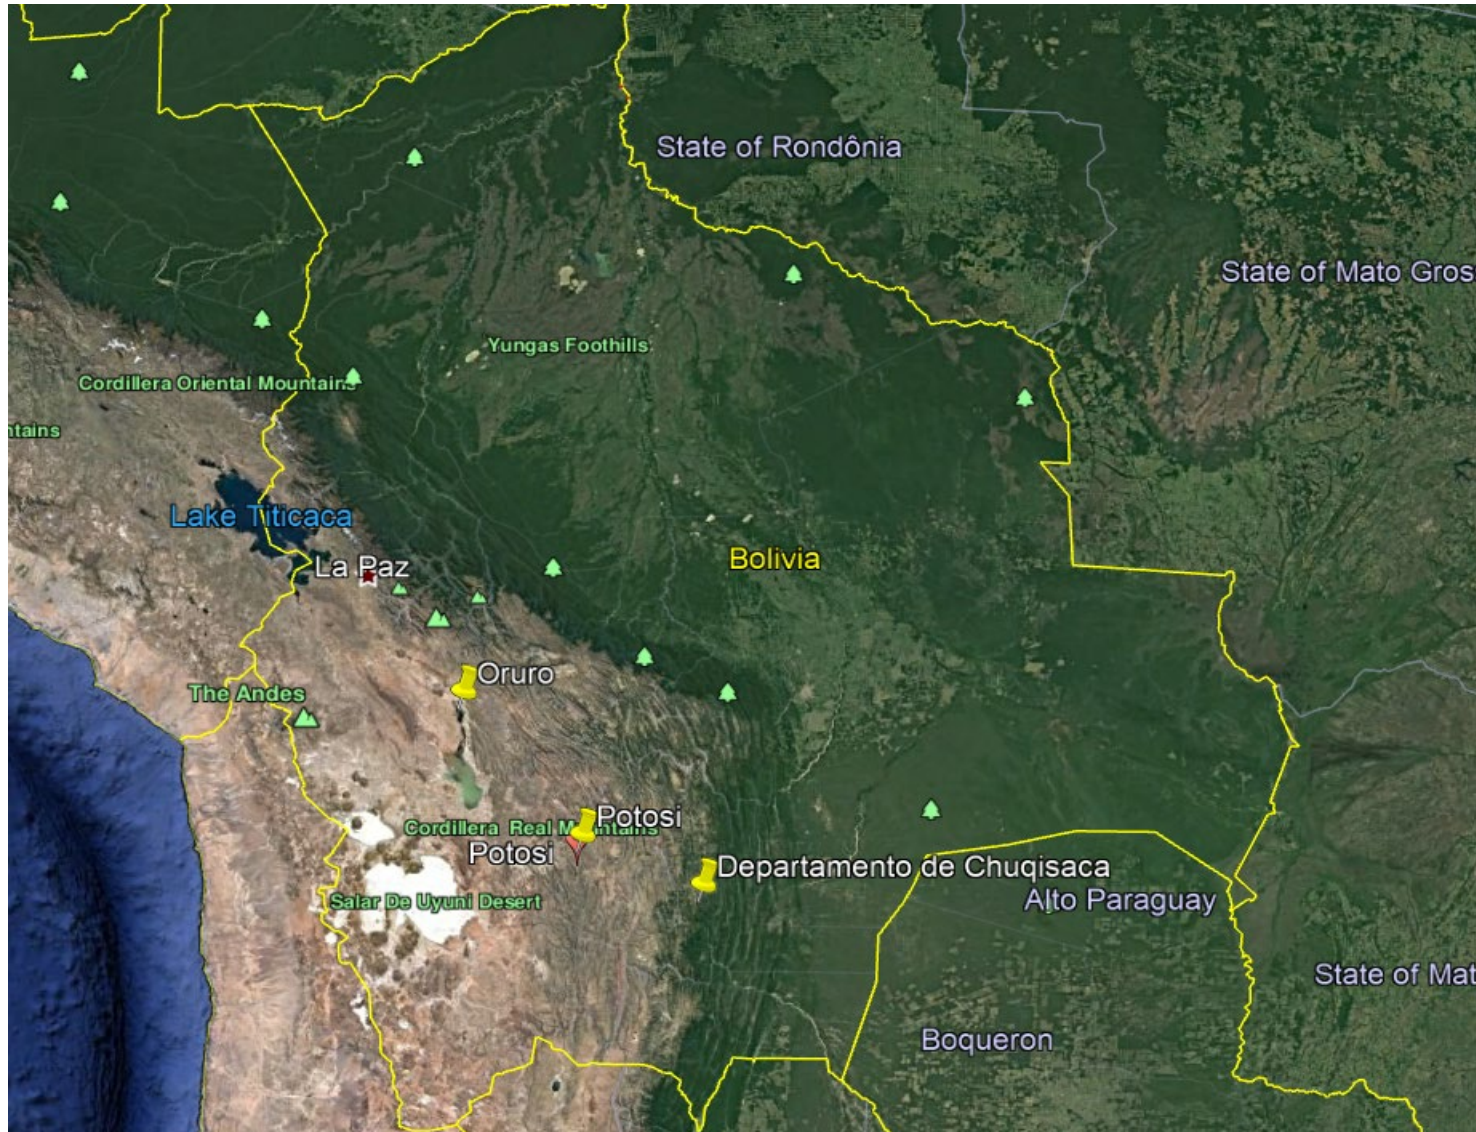 State of Rondônia
State of Mato Gros
Yungas Foothills
Cordillera Oriental Mountains
ntains
Lake Titicaca
La Paz
Bolivia
Oruro
The Andes
Potosi
Cordillera Real Mountains
Potosi
Departamento de Chuqisaca
Salar De Uyuni Desert
Alto Paraguay
State of Mat
Boqueron